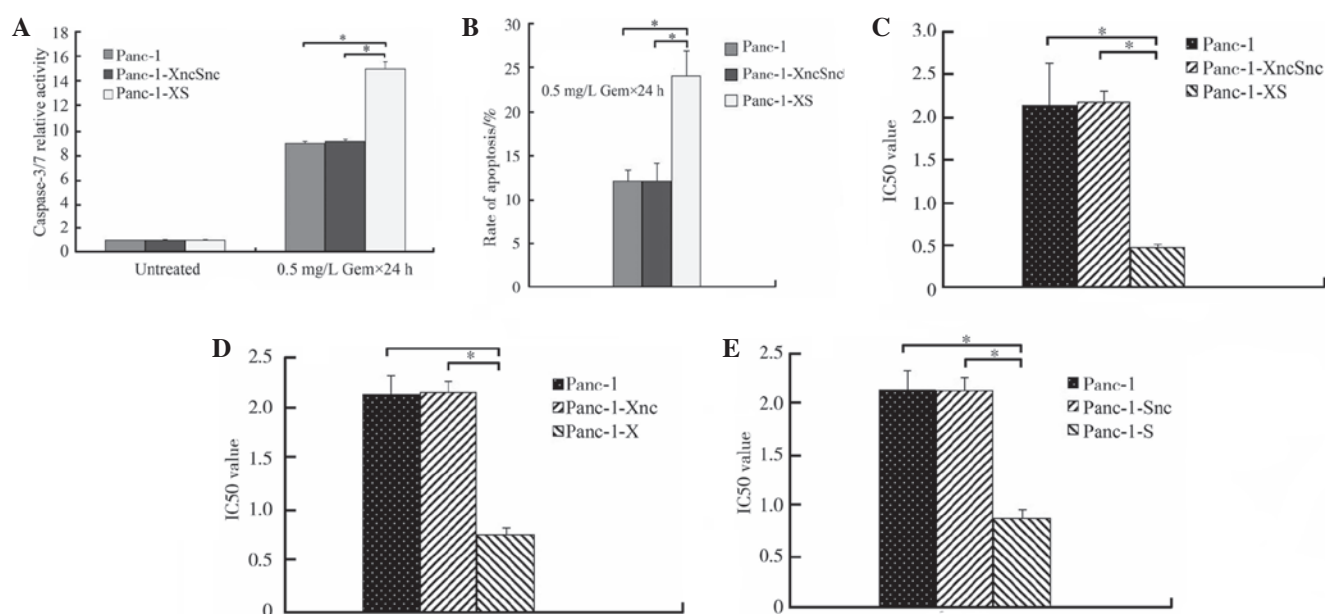 A
Caspase-3/7 relative activity
18
16
14
12
10
8
6
4
2
0
Panc-1
Panc-1-XncSnc
Panc-1-XS
*
*
Untreated
0.5 mg/L Gem×24 h
B
Rate of apoptosis/%
30
25
20
15
10
5
0
0.5 mg/L Gem×24 h
*
*
Panc-1
Panc-1-XncSnc
Panc-1-XS
C
IC50 value
2.5
2.0
1.5
1.0
0.5
0
*
*
Panc-1
Panc-1-XncSnc
Panc-1-XS
D
IC50 value
2.5
2.0
1.5
1.0
0.5
0
*
Panc-1
Panc-1-Xnc
Panc-1-X
E
IC50 value
2.5
2.0
1.5
1.0
0.5
0
*
*
Panc-1
Panc-1-Snc
Panc-1-S